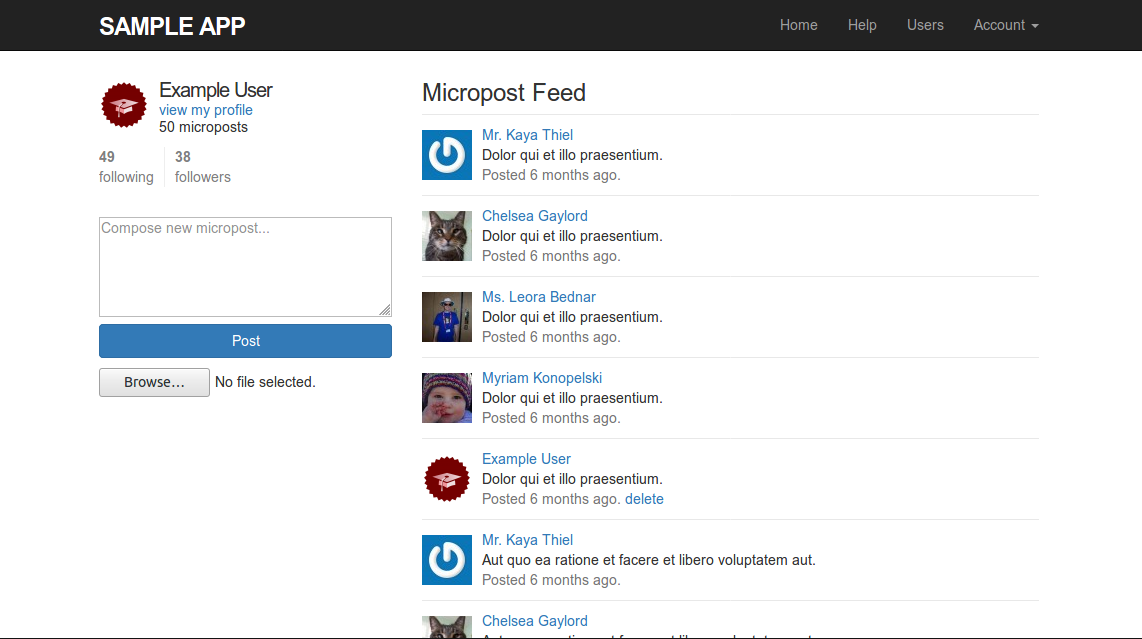 SAMPLE APP
Home Help Users Account
Example User
view my profile
50 microposts
49 38
following followers
Compose new micropost...
Post
Browse... No file selected.
Micropost Feed
Mr. Kaya Thiel
Dolor qui et illo praesentium.
Posted 6 months ago.
Chelsea Gaylord
Dolor qui et illo praesentium.
Posted 6 months ago.
Ms. Leora Bednar
Dolor qui et illo praesentium.
Posted 6 months ago.
Myriam Konopelski
Dolor qui et illo praesentium.
Posted 6 months ago.
Example User
Dolor qui et illo praesentium.
Posted 6 months ago. delete
Mr. Kaya Thiel
Aut quo ea ratione et facere et libero voluptatem aut.
Posted 6 months ago.
Chelsea Gaylord